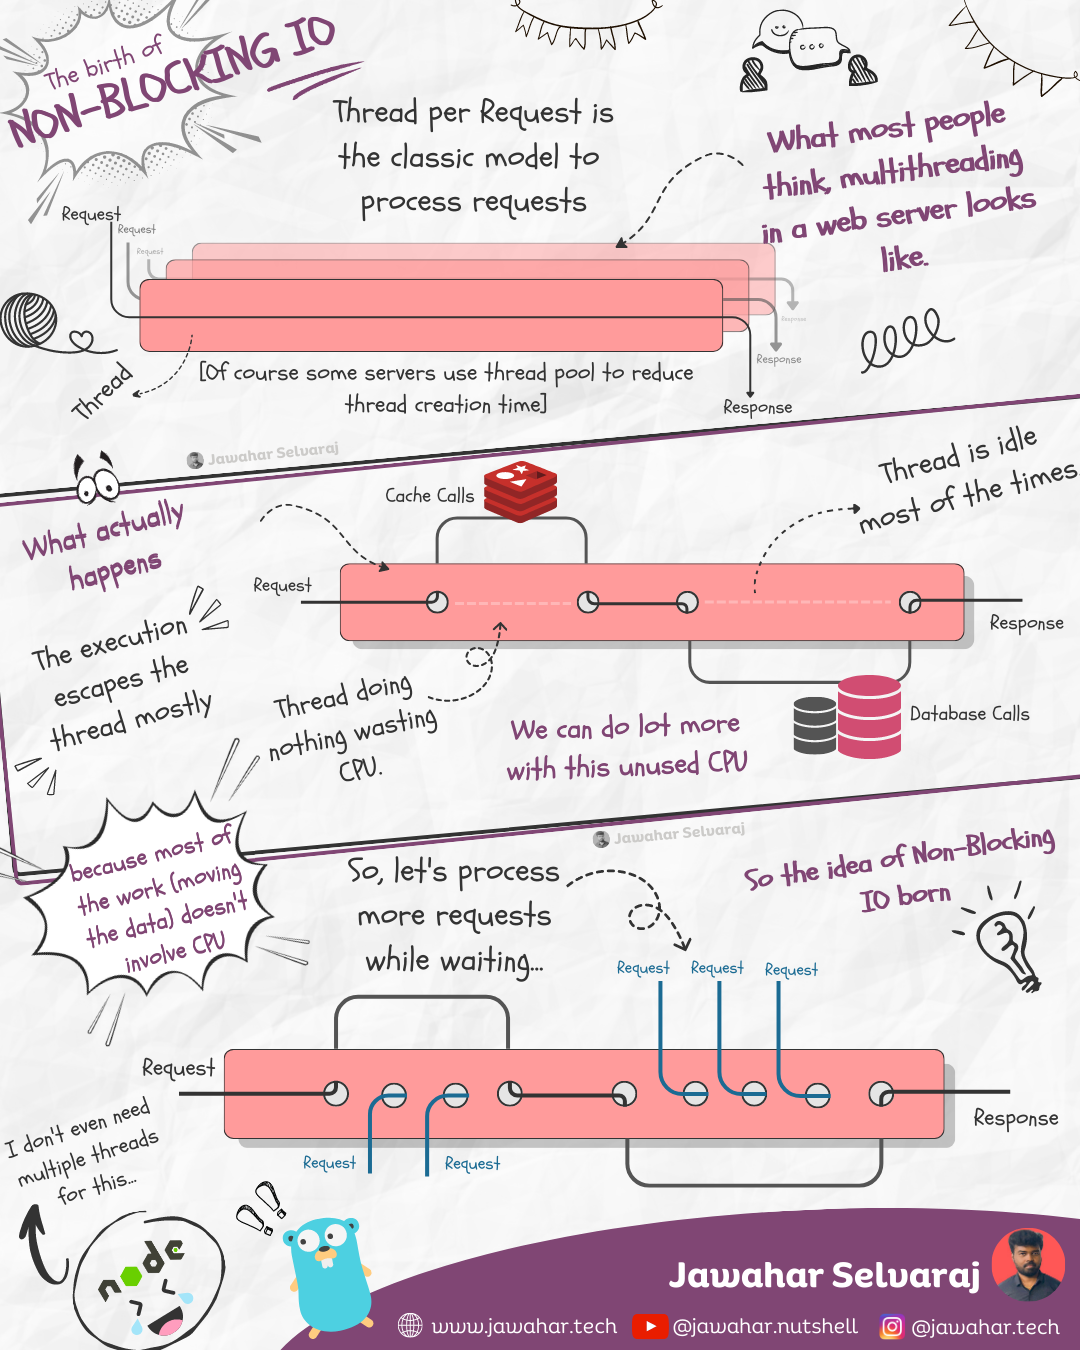 The birth of
NON-BLOCKING IO
Thread per Request is
the classic model to
process requests
What most people
think, multithreading
in a web server looks
like.
Request
Request
Request
Response
Response
Response
Thread
[Of course some servers use thread pool to reduce
thread creation time]
Jawahar Selvaraj
What actually
happens
Cache Calls
Thread is idle
most of the times.
Request
Response
The execution
escapes the
thread mostly
Thread doing
nothing wasting
CPU.
We can do lot more
with this unused CPU
Database Calls
because most of
the work (moving
the data) doesn't
involve CPU
Jawahar Selvaraj
So, let's process
more requests
while waiting...
So the idea of Non-Blocking
IO born
Request
Request
Request
Request
Response
Request
Request
I don't even need
multiple threads
for this...
node
!!
Jawahar Selvaraj
www.jawahar.tech
@jawahar.nutshell
@jawahar.tech